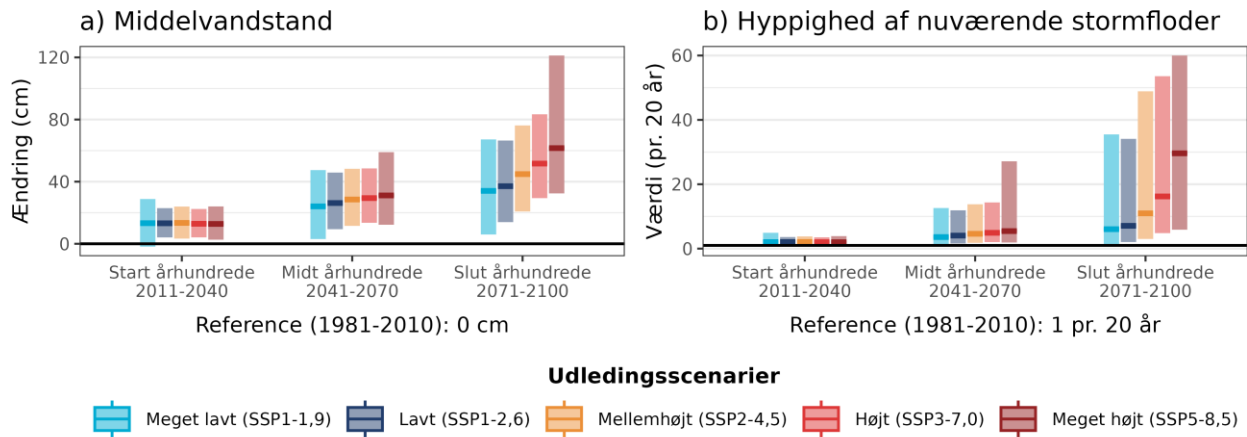 a) Middelvandstand
Ændring (cm)
120
80
40
0
Start århundrede
2011-2040
Midt århundrede
2041-2070
Slut århundrede
2071-2100
Reference (1981-2010): 0 cm
b) Hyppighed af nuværende stormfloder
Værdi (pr. 20 år)
60
40
20
0
Start århundrede
2011-2040
Midt århundrede
2041-2070
Slut århundrede
2071-2100
Reference (1981-2010): 1 pr. 20 år
Udledingsscenarier
Meget lavt (SSP1-1,9)
Lavt (SSP1-2,6)
Mellemhøjt (SSP2-4,5)
Højt (SSP3-7,0)
Meget højt (SSP5-8,5)